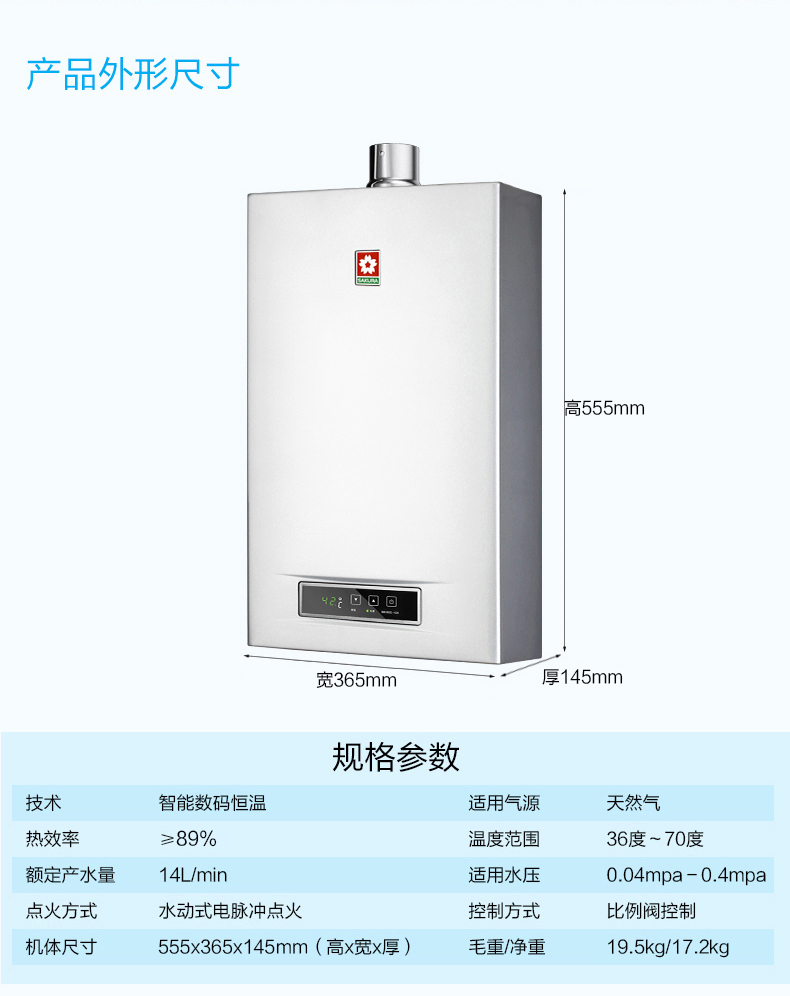 产品外形尺寸
SAKURA
高555mm
42℃
宽365mm
厚145mm
规格参数
技术 智能数码恒温 适用气源 天然气
热效率 ≥89% 温度范围 36度~70度
额定产水量 14L/min 适用水压 0.04mpa-0.4mpa
点火方式 水动式电脉冲点火 控制方式 比例阀控制
机体尺寸 555x365x145mm（高x宽x厚） 毛重/净重 19.5kg/17.2kg